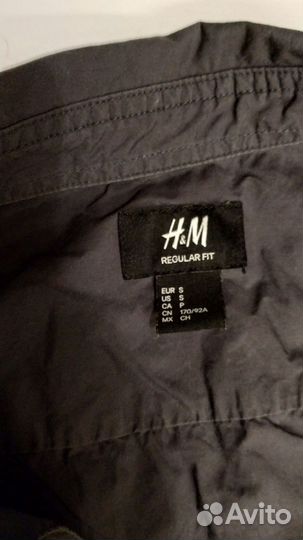 H&M
REGULAR FIT
EUR S
US S
CA P
CN 170/92A
MX CH
Avito